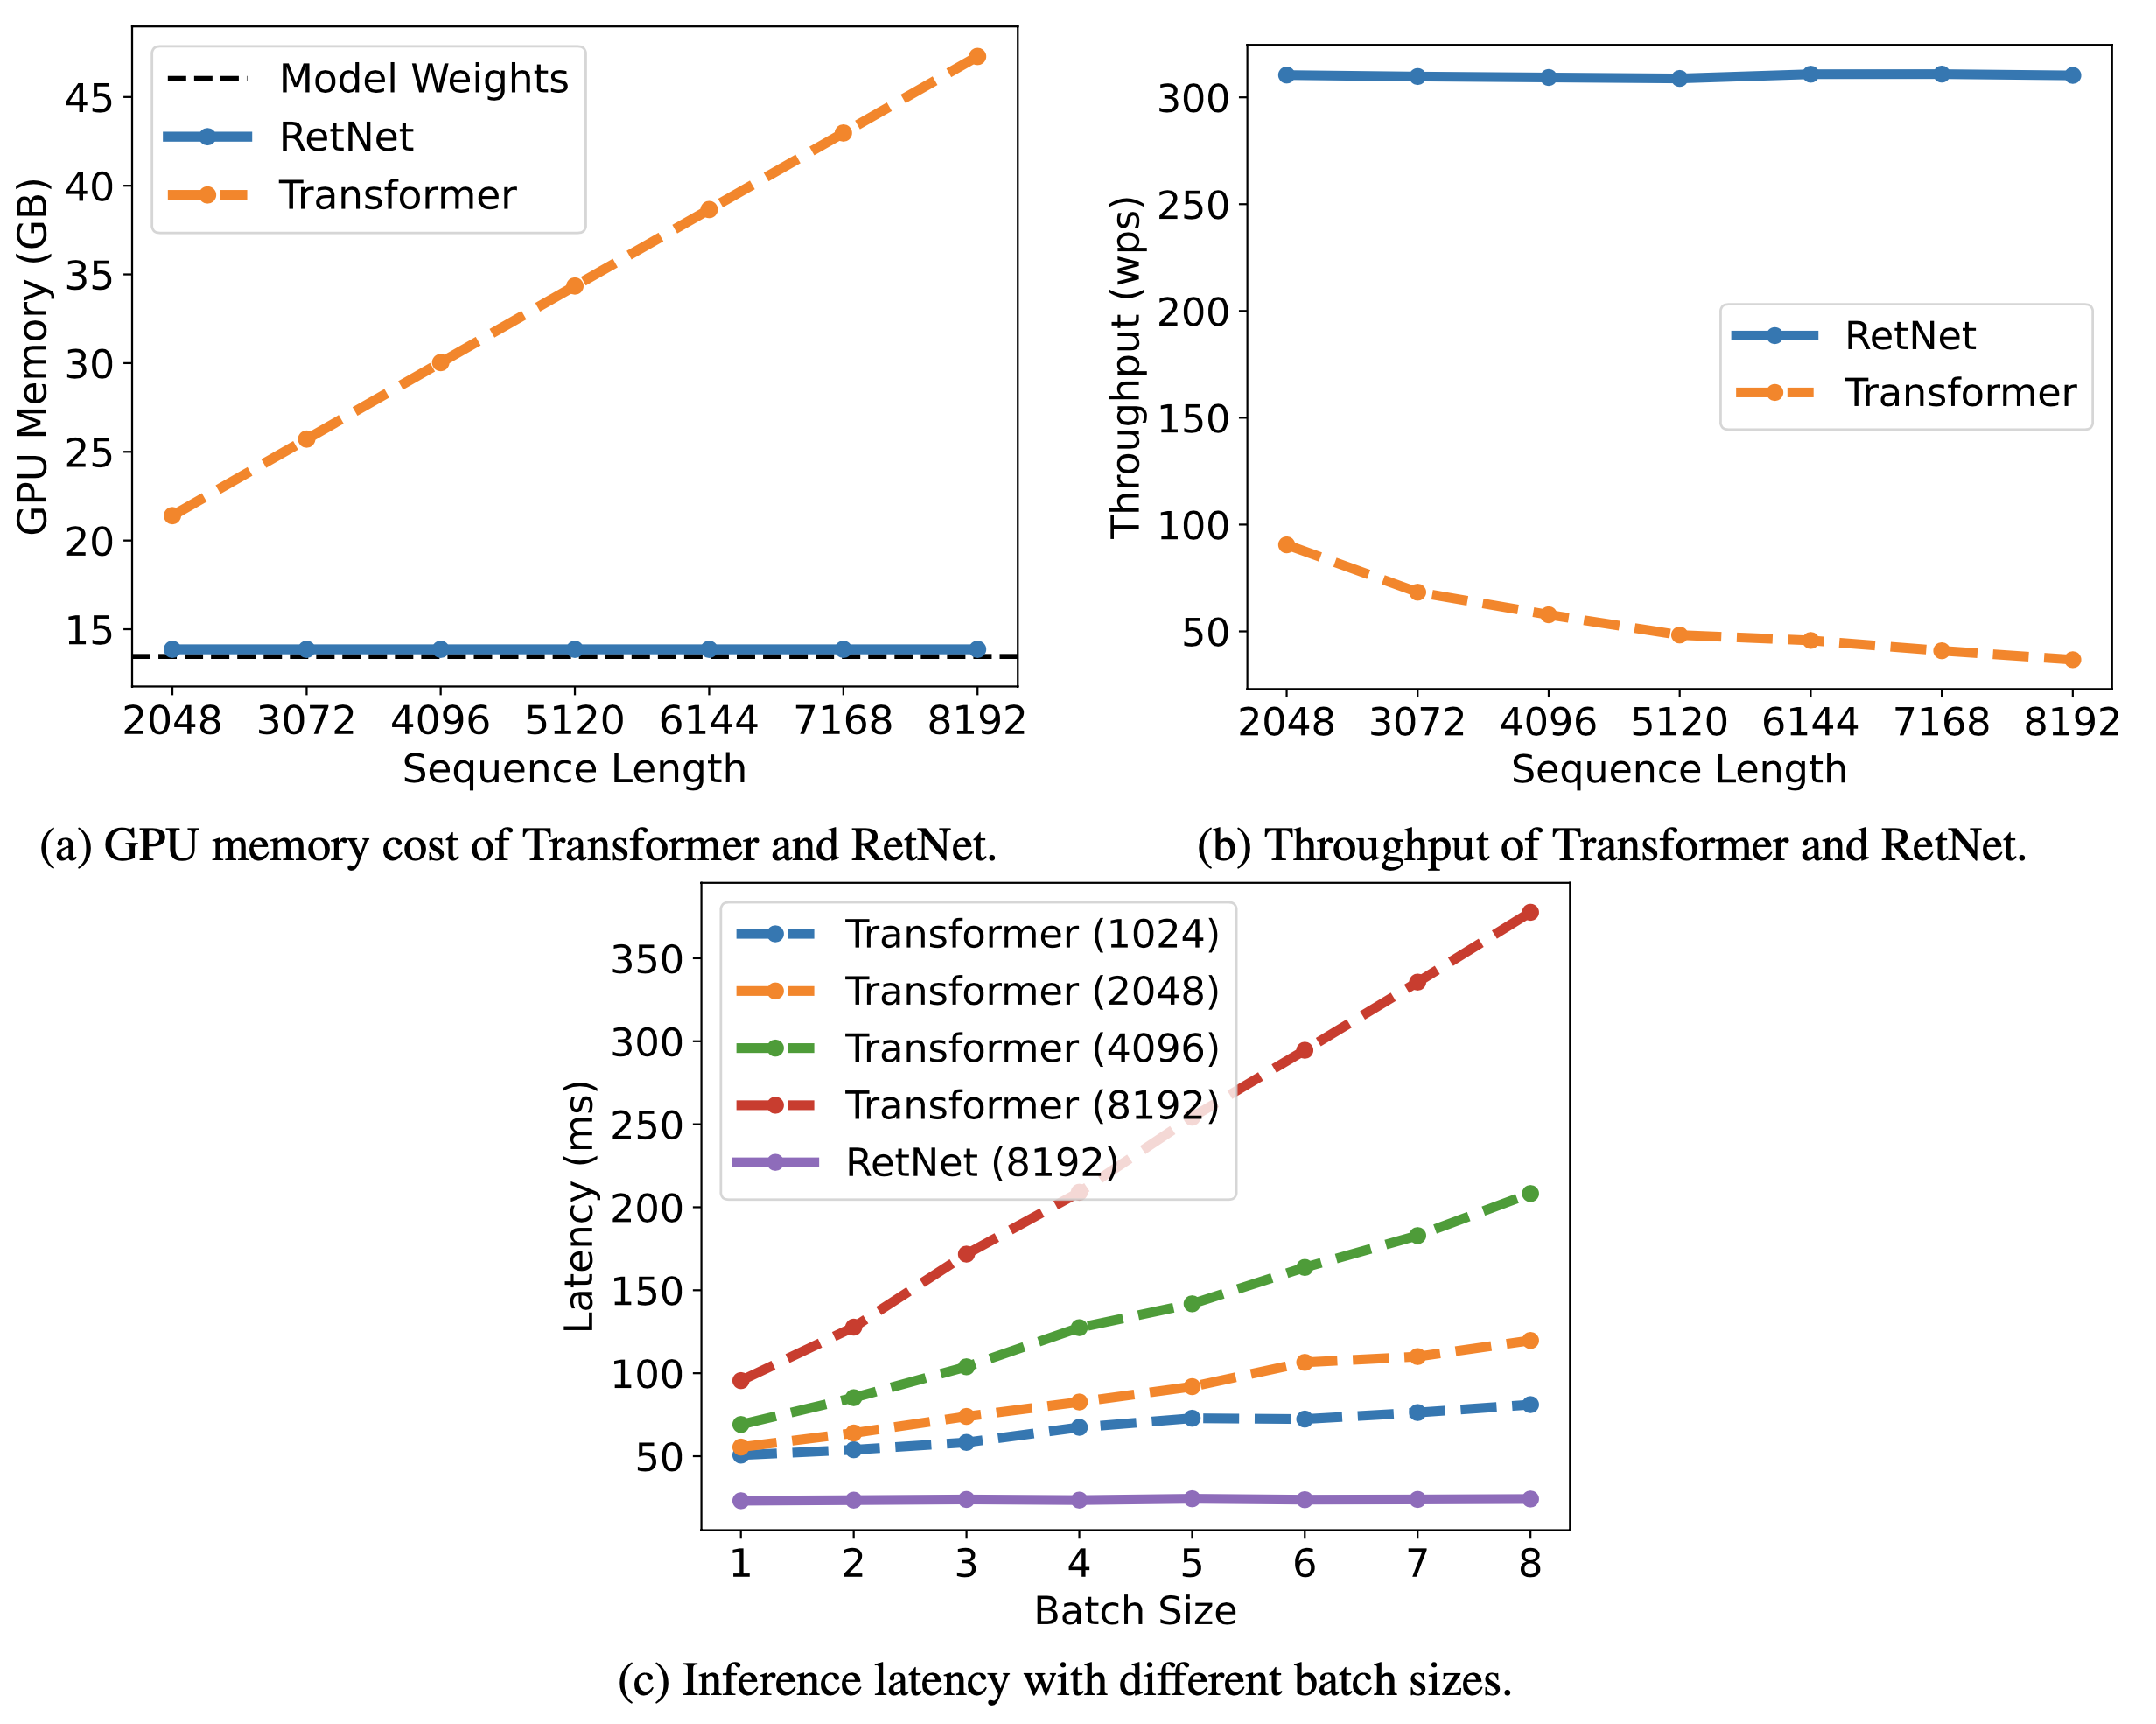 Model Weights
RetNet
Transformer
45
40
35
30
25
20
15
GPU Memory (GB)
2048 3072 4096 5120 6144 7168 8192
Sequence Length
(a) GPU memory cost of Transformer and RetNet.
300
250
200
150
100
50
Throughput (wps)
RetNet
Transformer
2048 3072 4096 5120 6144 7168 8192
Sequence Length
(b) Throughput of Transformer and RetNet.
Transformer (1024)
Transformer (2048)
Transformer (4096)
Transformer (8192)
RetNet (8192)
350
300
250
200
150
100
50
Latency (ms)
1 2 3 4 5 6 7 8
Batch Size
(c) Inference latency with different batch sizes.